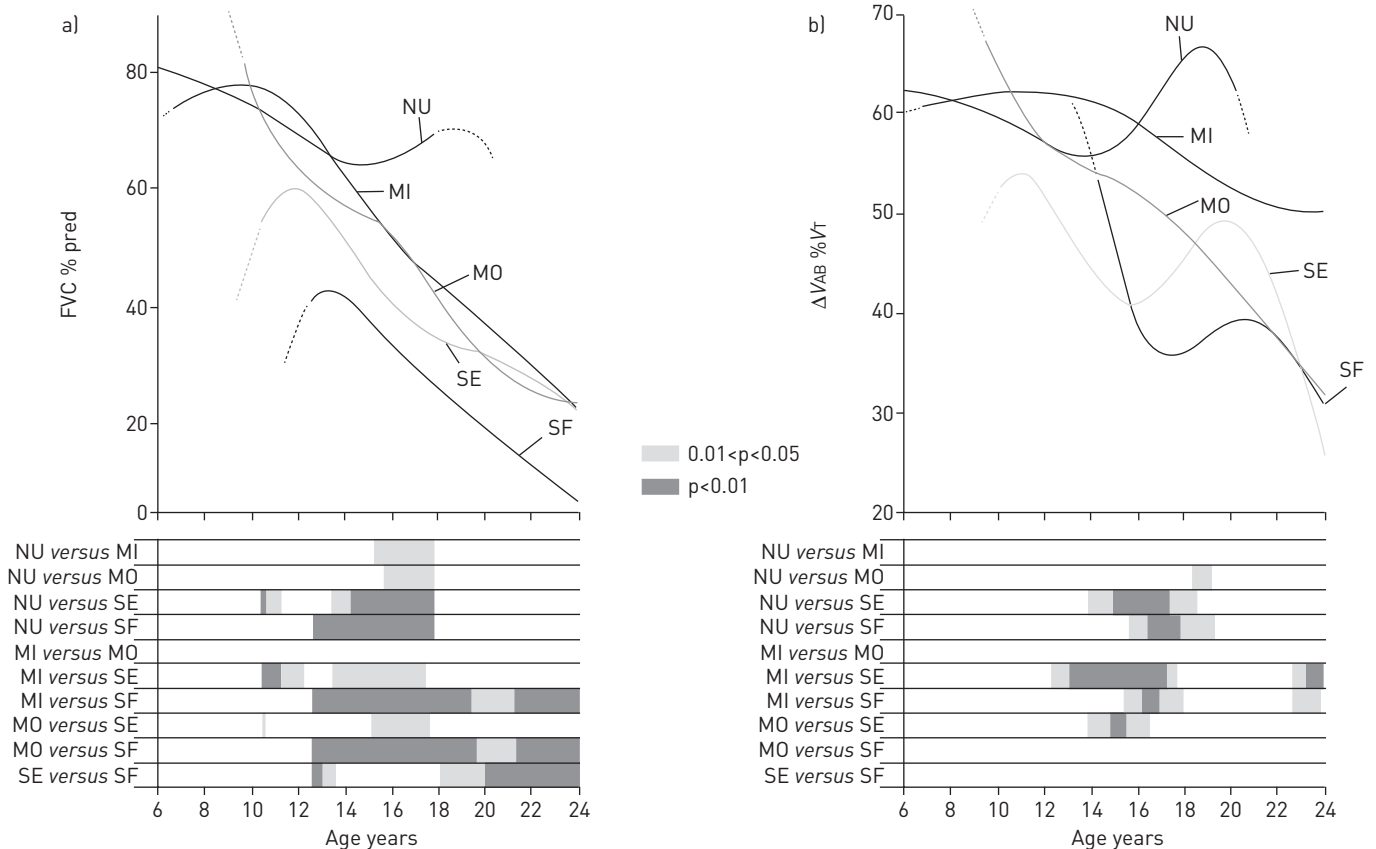 a)
80
60
40
20
0
FVC % pred
NU
MI
MO
SE
SF
0.01<p<0.05
p<0.01
NU versus MI
NU versus MO
NU versus SE
NU versus SF
MI versus MO
MI versus SE
MI versus SF
MO versus SE
MO versus SF
SE versus SF
6 8 10 12 14 16 18 20 22 24
Age years
b)
70
60
50
40
30
20
ΔVAB %VT
NU
MI
MO
SE
SF
NU versus MI
NU versus MO
NU versus SE
NU versus SF
MI versus MO
MI versus SE
MI versus SF
MO versus SE
MO versus SF
SE versus SF
6 8 10 12 14 16 18 20 22 24
Age years